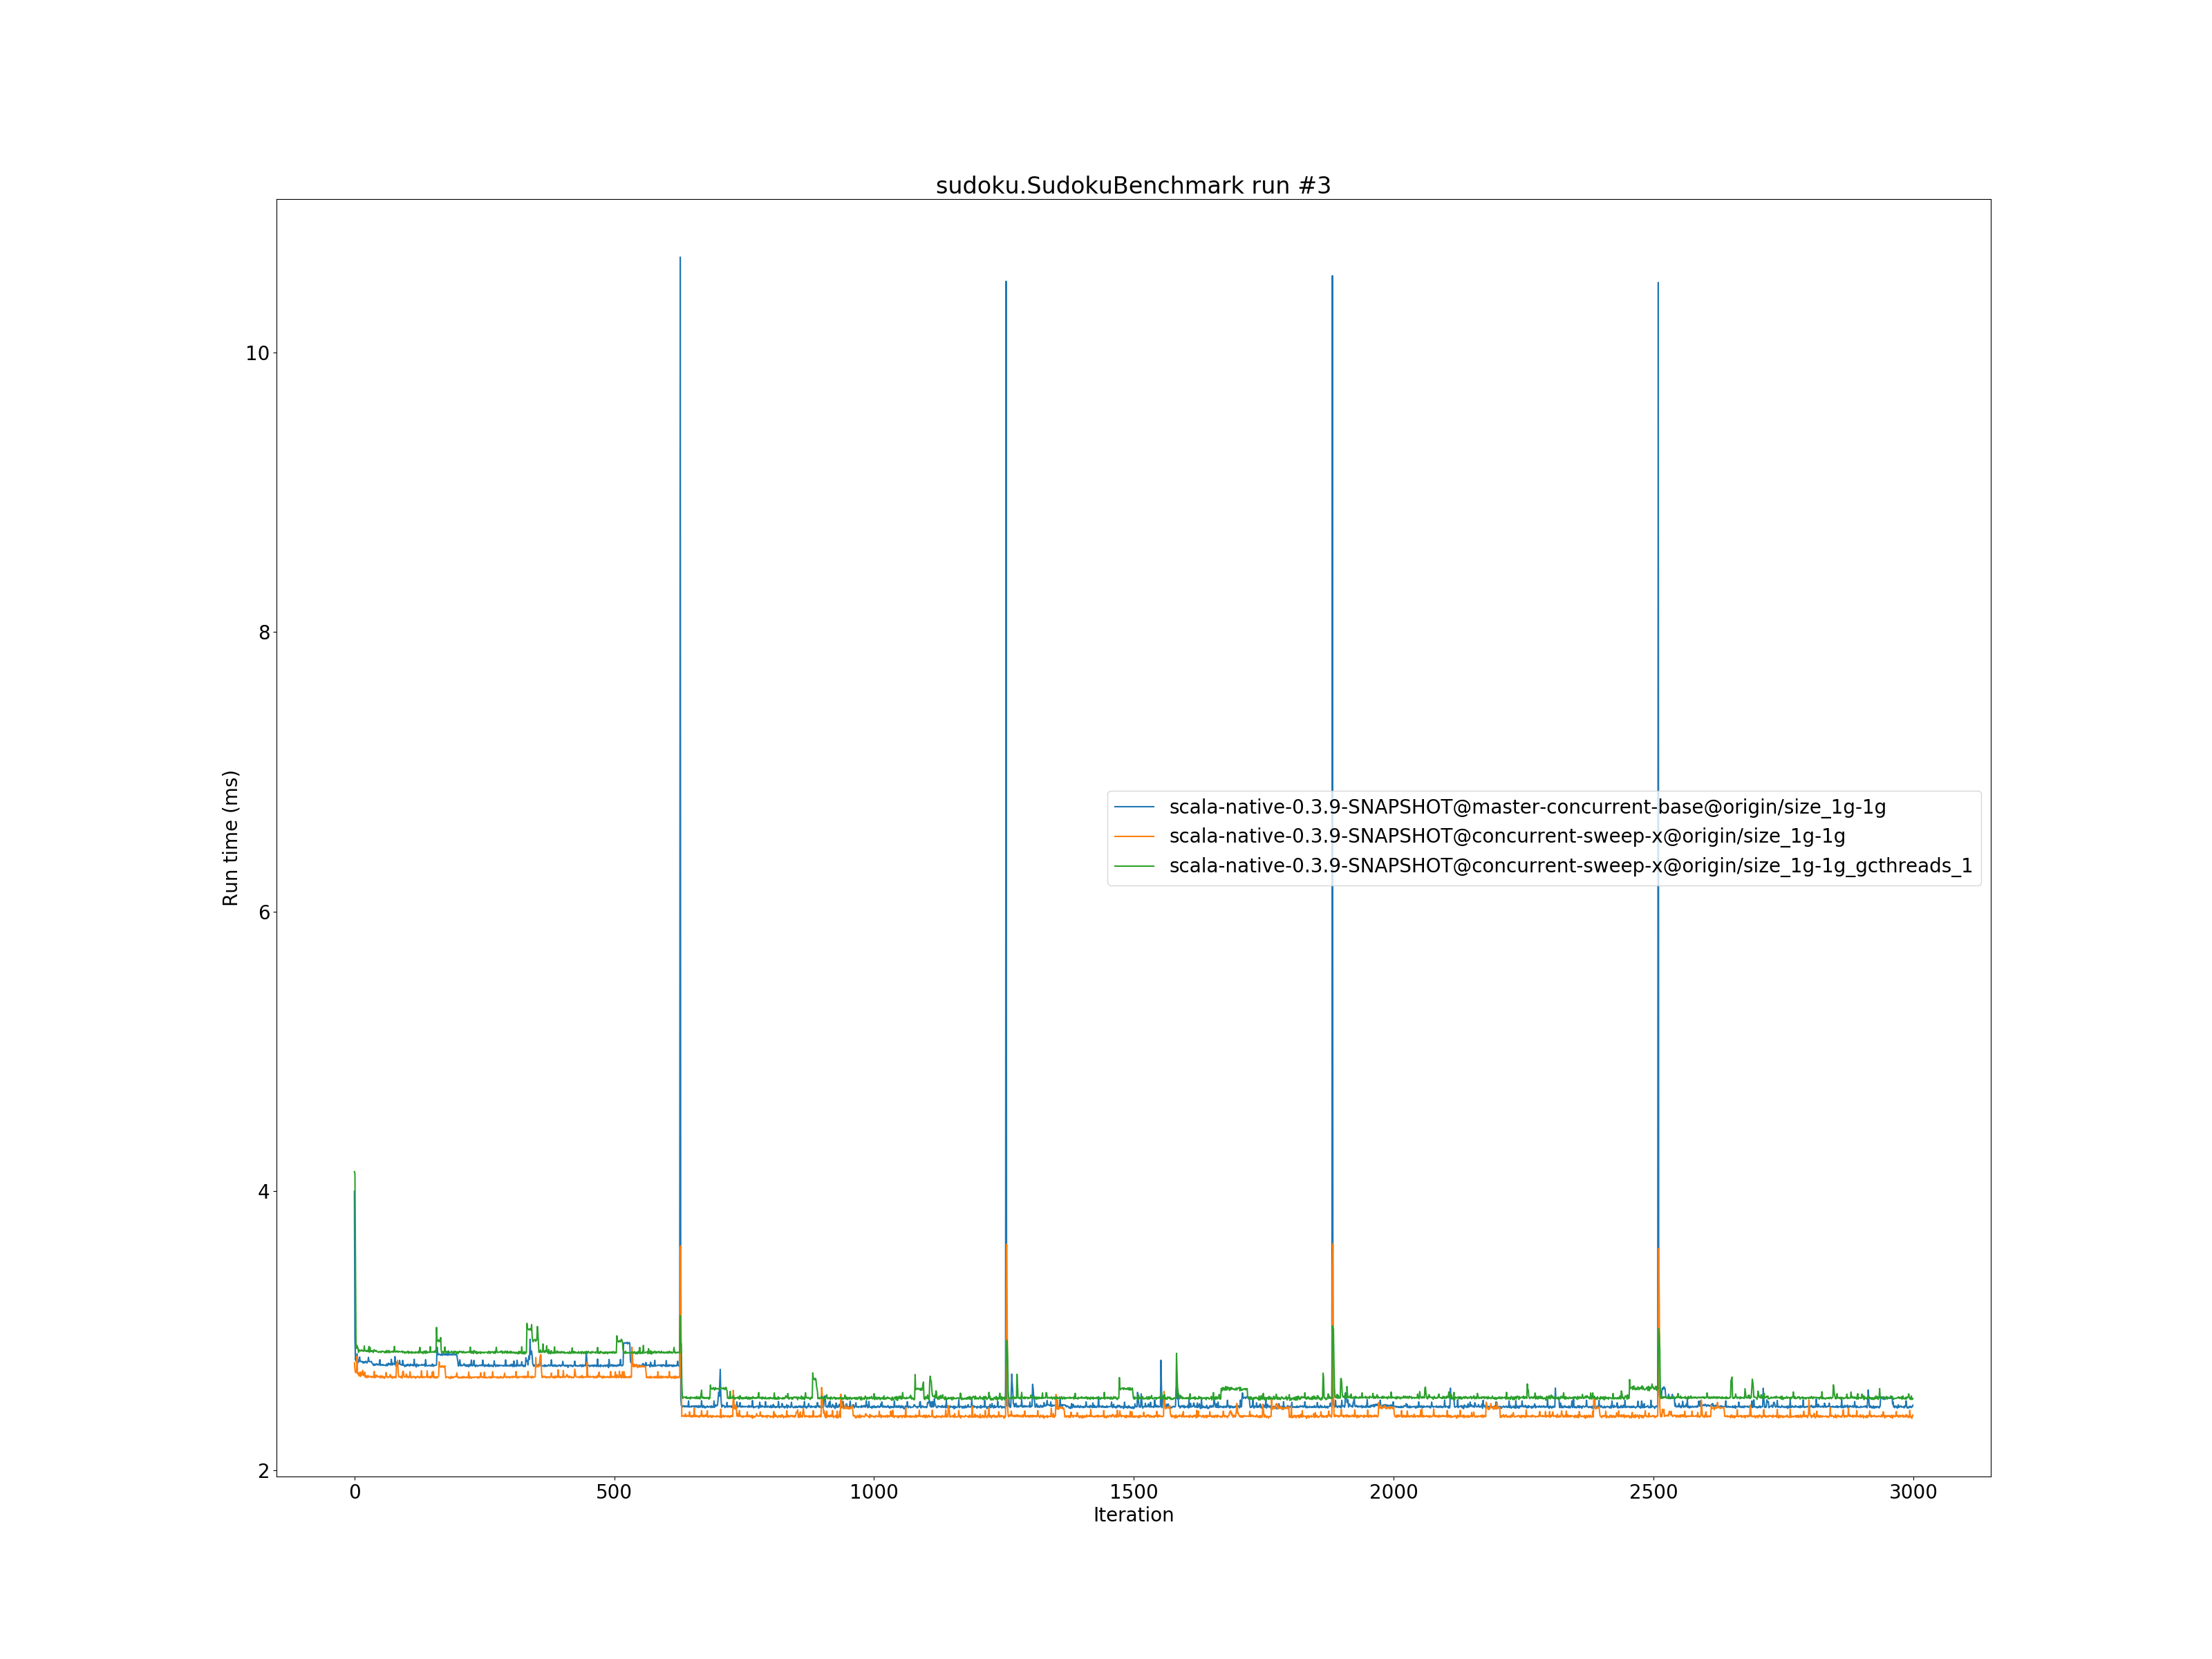 sudoku.SudokuBenchmark run #3
10
8
6
4
2
Run time (ms)
scala-native-0.3.9-SNAPSHOT@master-concurrent-base@origin/size_1g-1g
scala-native-0.3.9-SNAPSHOT@concurrent-sweep-x@origin/size_1g-1g
scala-native-0.3.9-SNAPSHOT@concurrent-sweep-x@origin/size_1g-1g_gcthreads_1
0 500 1000 1500 2000 2500 3000
Iteration